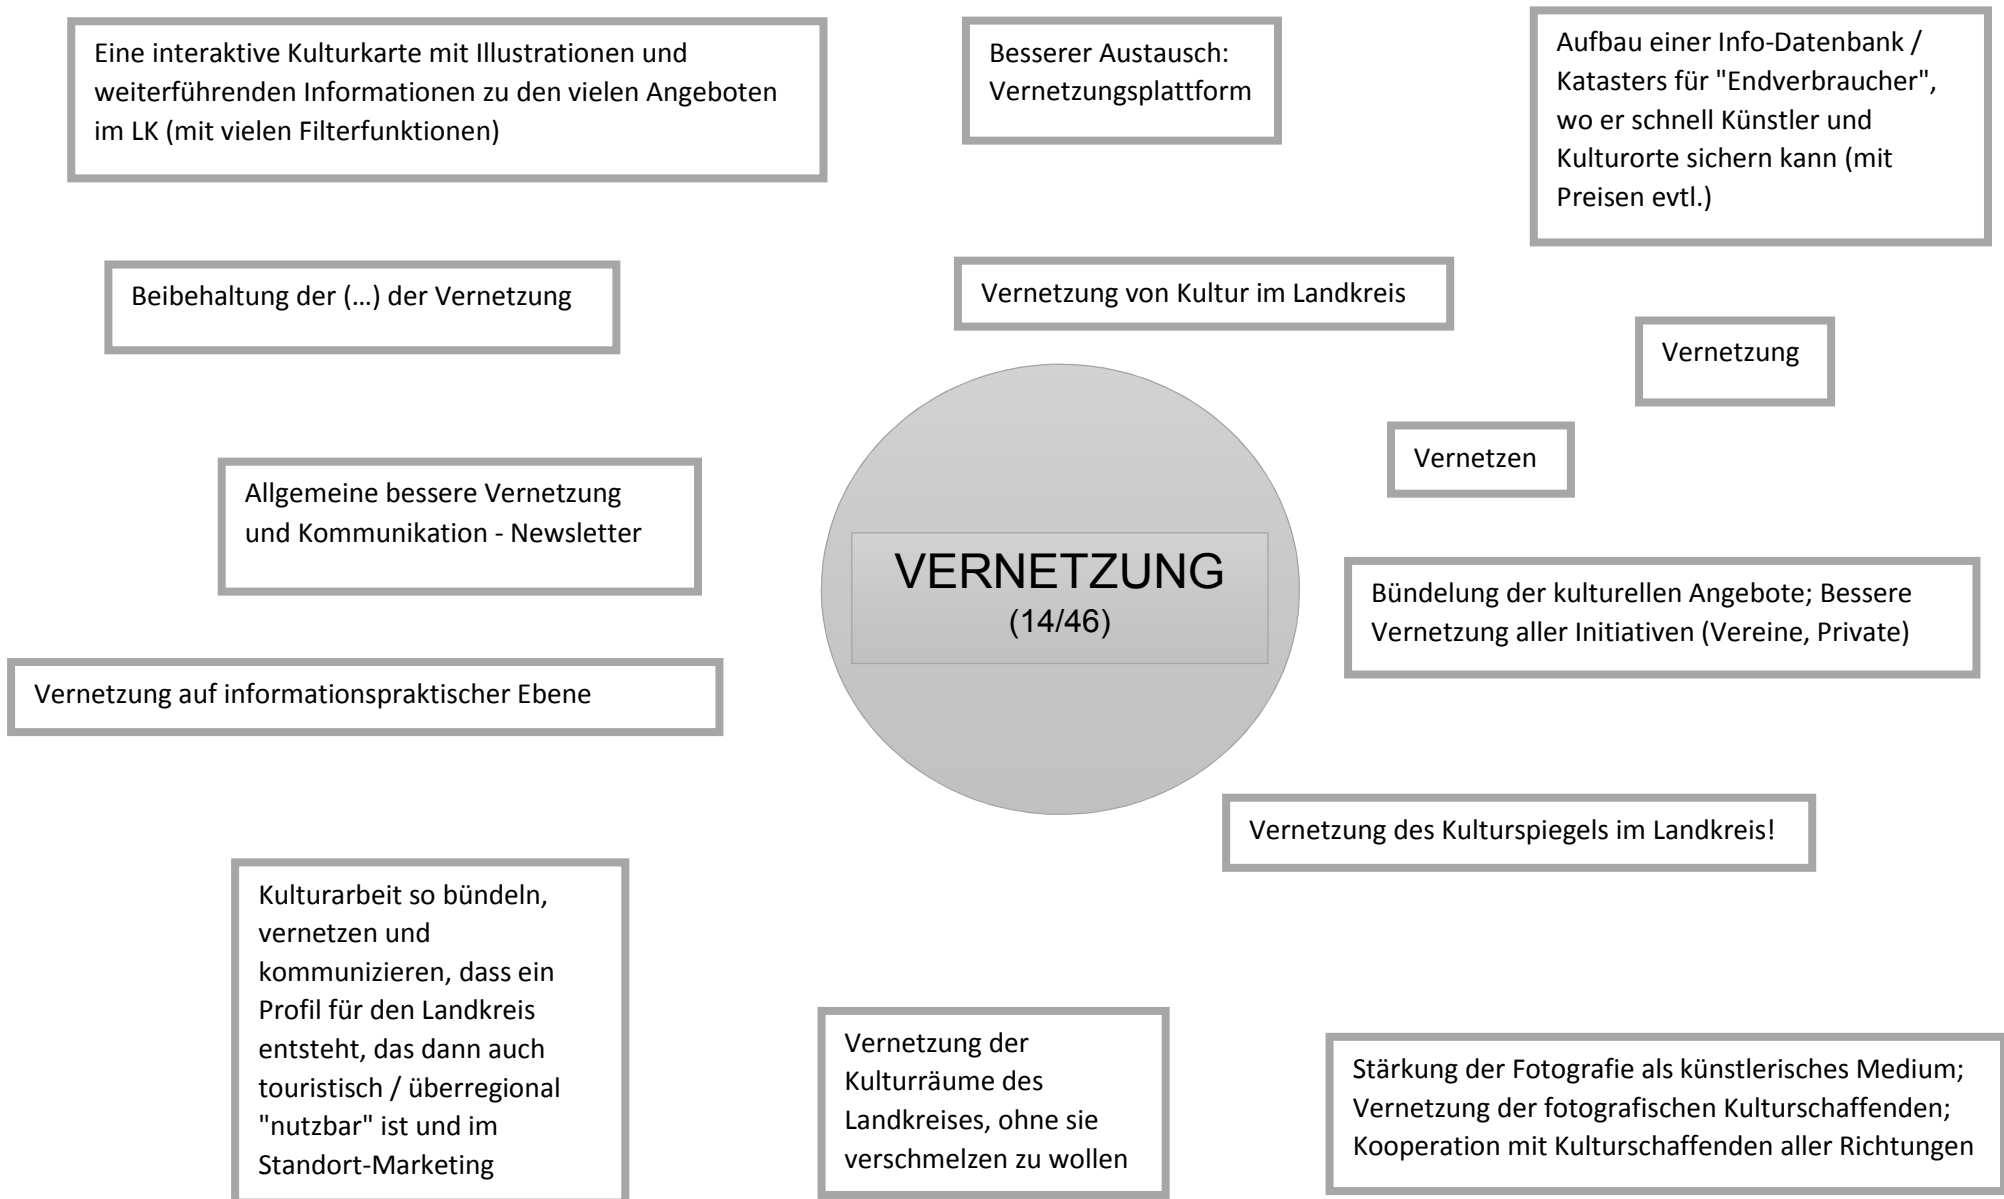 Eine interaktive Kulturkarte mit Illustrationen und
weiterführenden Informationen zu den vielen Angeboten
im LK (mit vielen Filterfunktionen)
Besserer Austausch:
Vernetzungsplattform
Aufbau einer Info-Datenbank /
Katasters für "Endverbraucher",
wo er schnell Künstler und
Kulturorte sichern kann (mit
Preisen evtl.)
Beibehaltung der (…) der Vernetzung
Vernetzung von Kultur im Landkreis
Vernetzung
Vernetzen
Allgemeine bessere Vernetzung
und Kommunikation - Newsletter
VERNETZUNG
(14/46)
Bündelung der kulturellen Angebote; Bessere
Vernetzung aller Initiativen (Vereine, Private)
Vernetzung auf informationspraktischer Ebene
Vernetzung des Kulturspiegels im Landkreis!
Kulturarbeit so bündeln,
vernetzen und
kommunizieren, dass ein
Profil für den Landkreis
entsteht, das dann auch
touristisch / überregional
"nutzbar" ist und im
Standort-Marketing
Vernetzung der
Kulturräume des
Landkreises, ohne sie
verschmelzen zu wollen
Stärkung der Fotografie als künstlerisches Medium;
Vernetzung der fotografischen Kulturschaffenden;
Kooperation mit Kulturschaffenden aller Richtungen